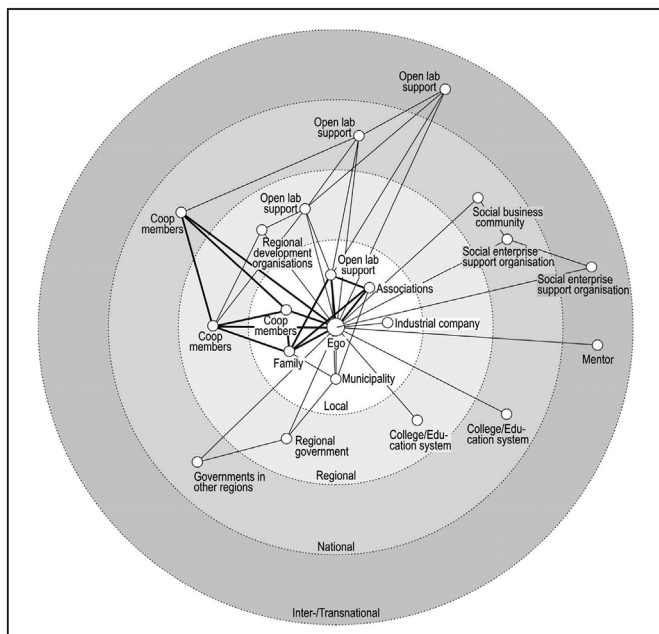 Open lab
support
Open lab
support
Social business
community
Open lab
support
Coop
members
Regional
development
organisations
Social enterprise
support organisation
Open lab
support
Social enterprise
support organisation
Associations
Coop
members
Industrial company
Coop
members
Ego
Mentor
Family
Municipality
Local
College/Edu-
cation system
College/Edu-
cation system
Regional
government
Governments in
other regions
Regional
National
Inter-/Transnational